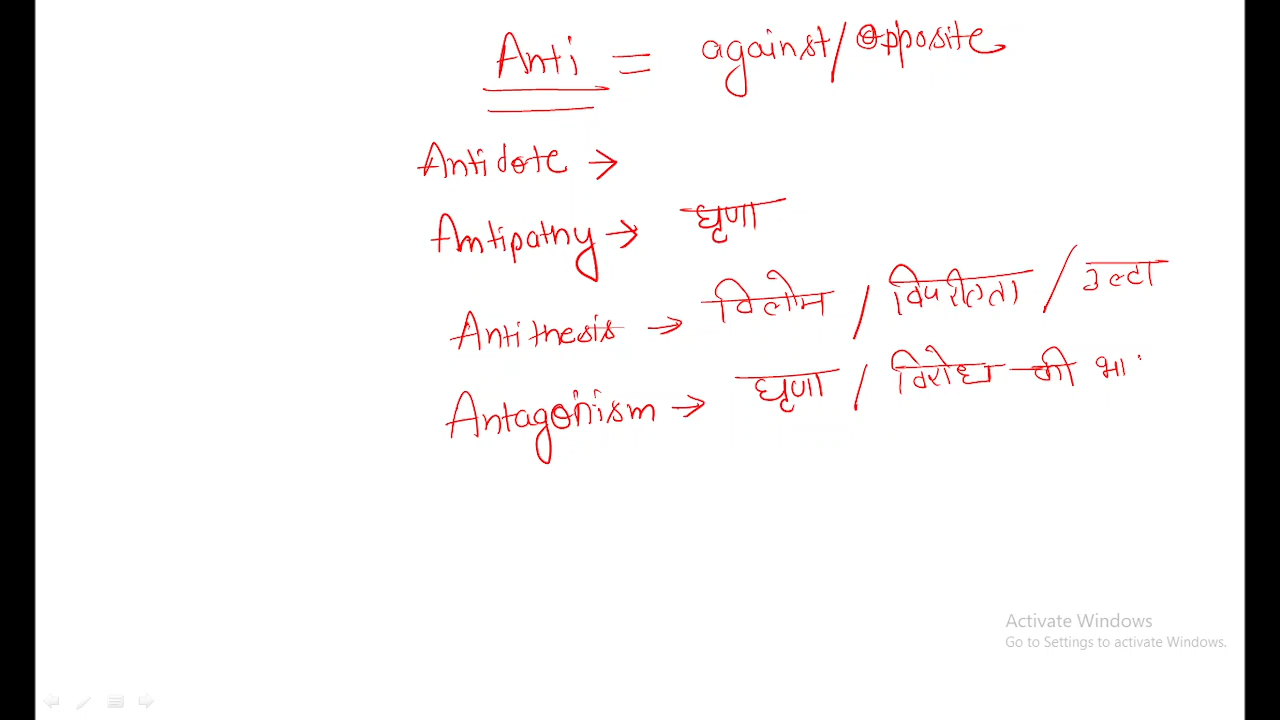 Anti = against/opposite
Antidote →
Antipathy → घृणा
Antithesis → विलोम / विपरीतता / उल्टा
Antagonism → घृणा / विरोध की भा
Activate Windows
Go to Settings to activate Windows.